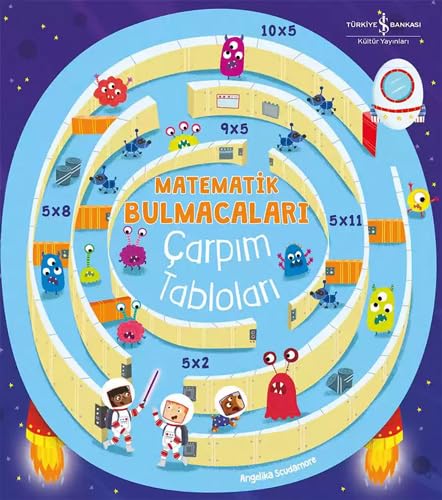 10x5
TÜRKİYE İŞ BANKASI
Kültür Yayınları
9x5
MATEMATİK
BULMACALARI
Çarpım
Tabloları
5x8
5x11
5x2
Angelika Scudamore